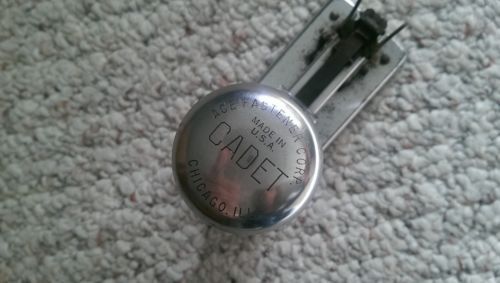 ACE FASTENER CORP.
MADE IN
U.S.A.
CADET
CHICAGO, ILL.